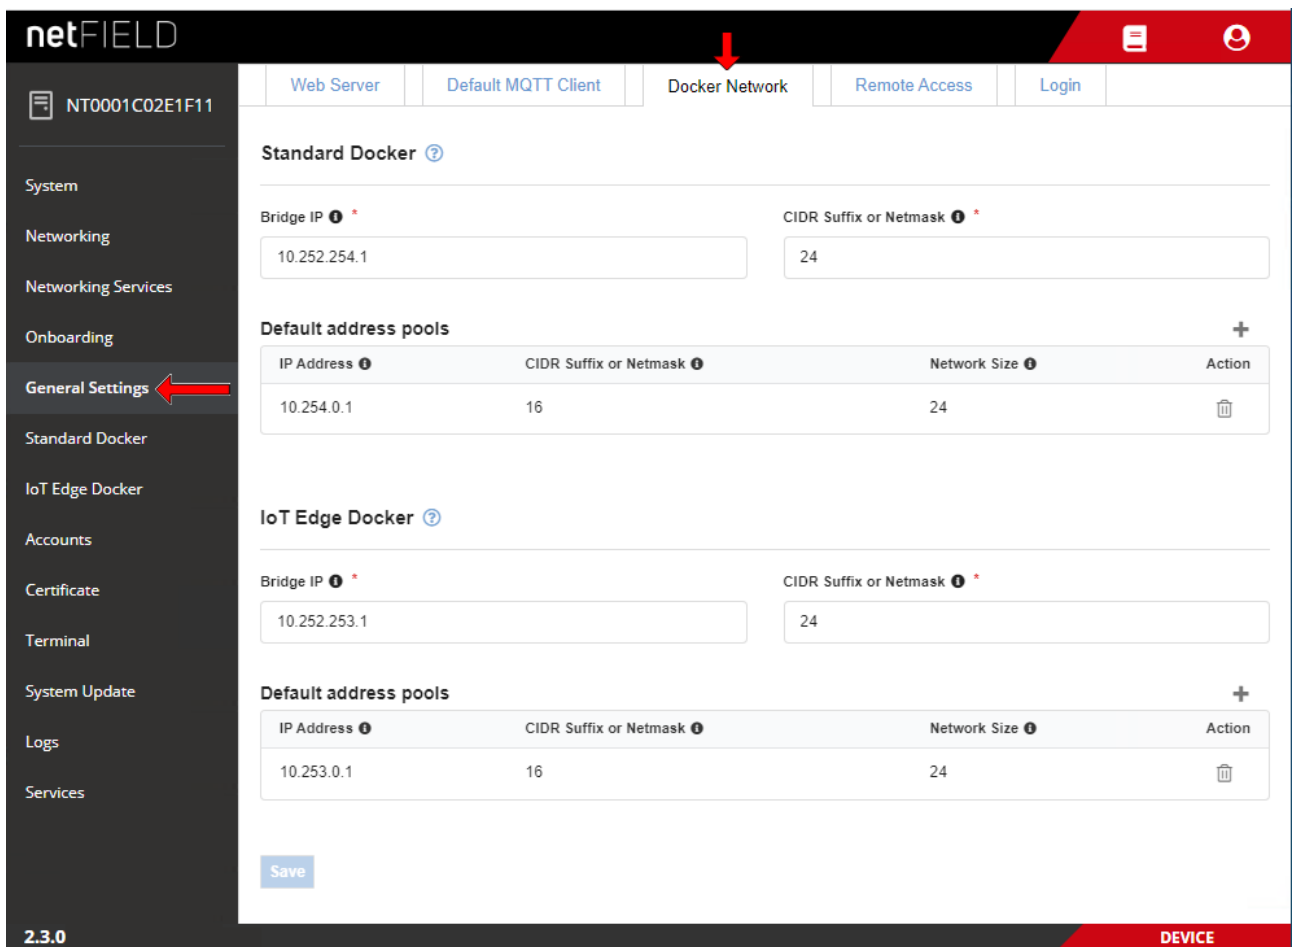 netFIELD
NT0001C02E1F11
System
Networking
Networking Services
Onboarding
General Settings
Standard Docker
IoT Edge Docker
Accounts
Certificate
Terminal
System Update
Logs
Services
2.3.0
Web Server Default MQTT Client Docker Network Remote Access Login
Standard Docker ?
Bridge IP * CIDR Suffix or Netmask *
10.252.254.1 24
Default address pools +
IP Address CIDR Suffix or Netmask Network Size Action
10.254.0.1 16 24
IoT Edge Docker ?
Bridge IP * CIDR Suffix or Netmask *
10.252.253.1 24
Default address pools +
IP Address CIDR Suffix or Netmask Network Size Action
10.253.0.1 16 24
Save
DEVICE